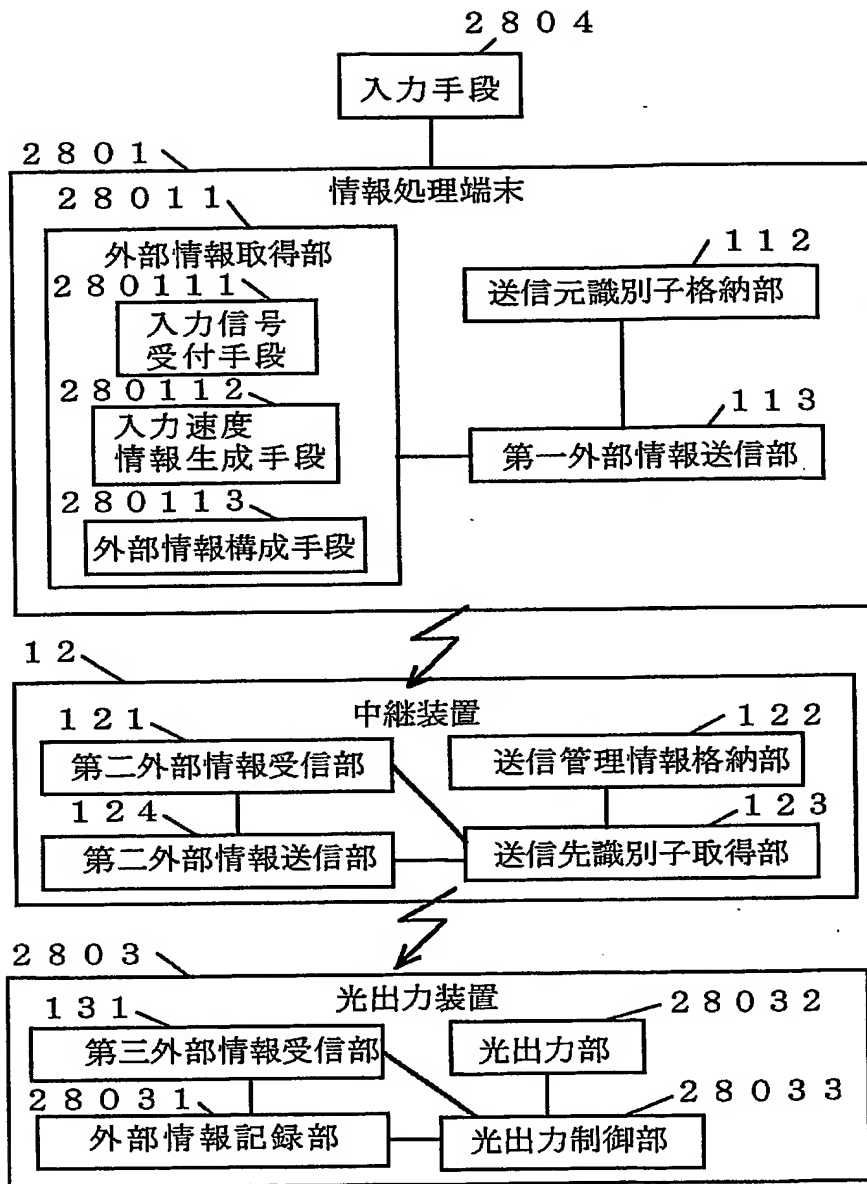 2804
入力手段
2801
情報処理端末
28011
外部情報取得部
280111
入力信号
受付手段
280112
入力速度
情報生成手段
280113
外部情報構成手段
112
送信元識別子格納部
113
第一外部情報送信部
12
中継装置
121
第二外部情報受信部
122
送信管理情報格納部
124
第二外部情報送信部
123
送信先識別子取得部
2803
光出力装置
131
第三外部情報受信部
28032
光出力部
28031
外部情報記録部
28033
光出力制御部